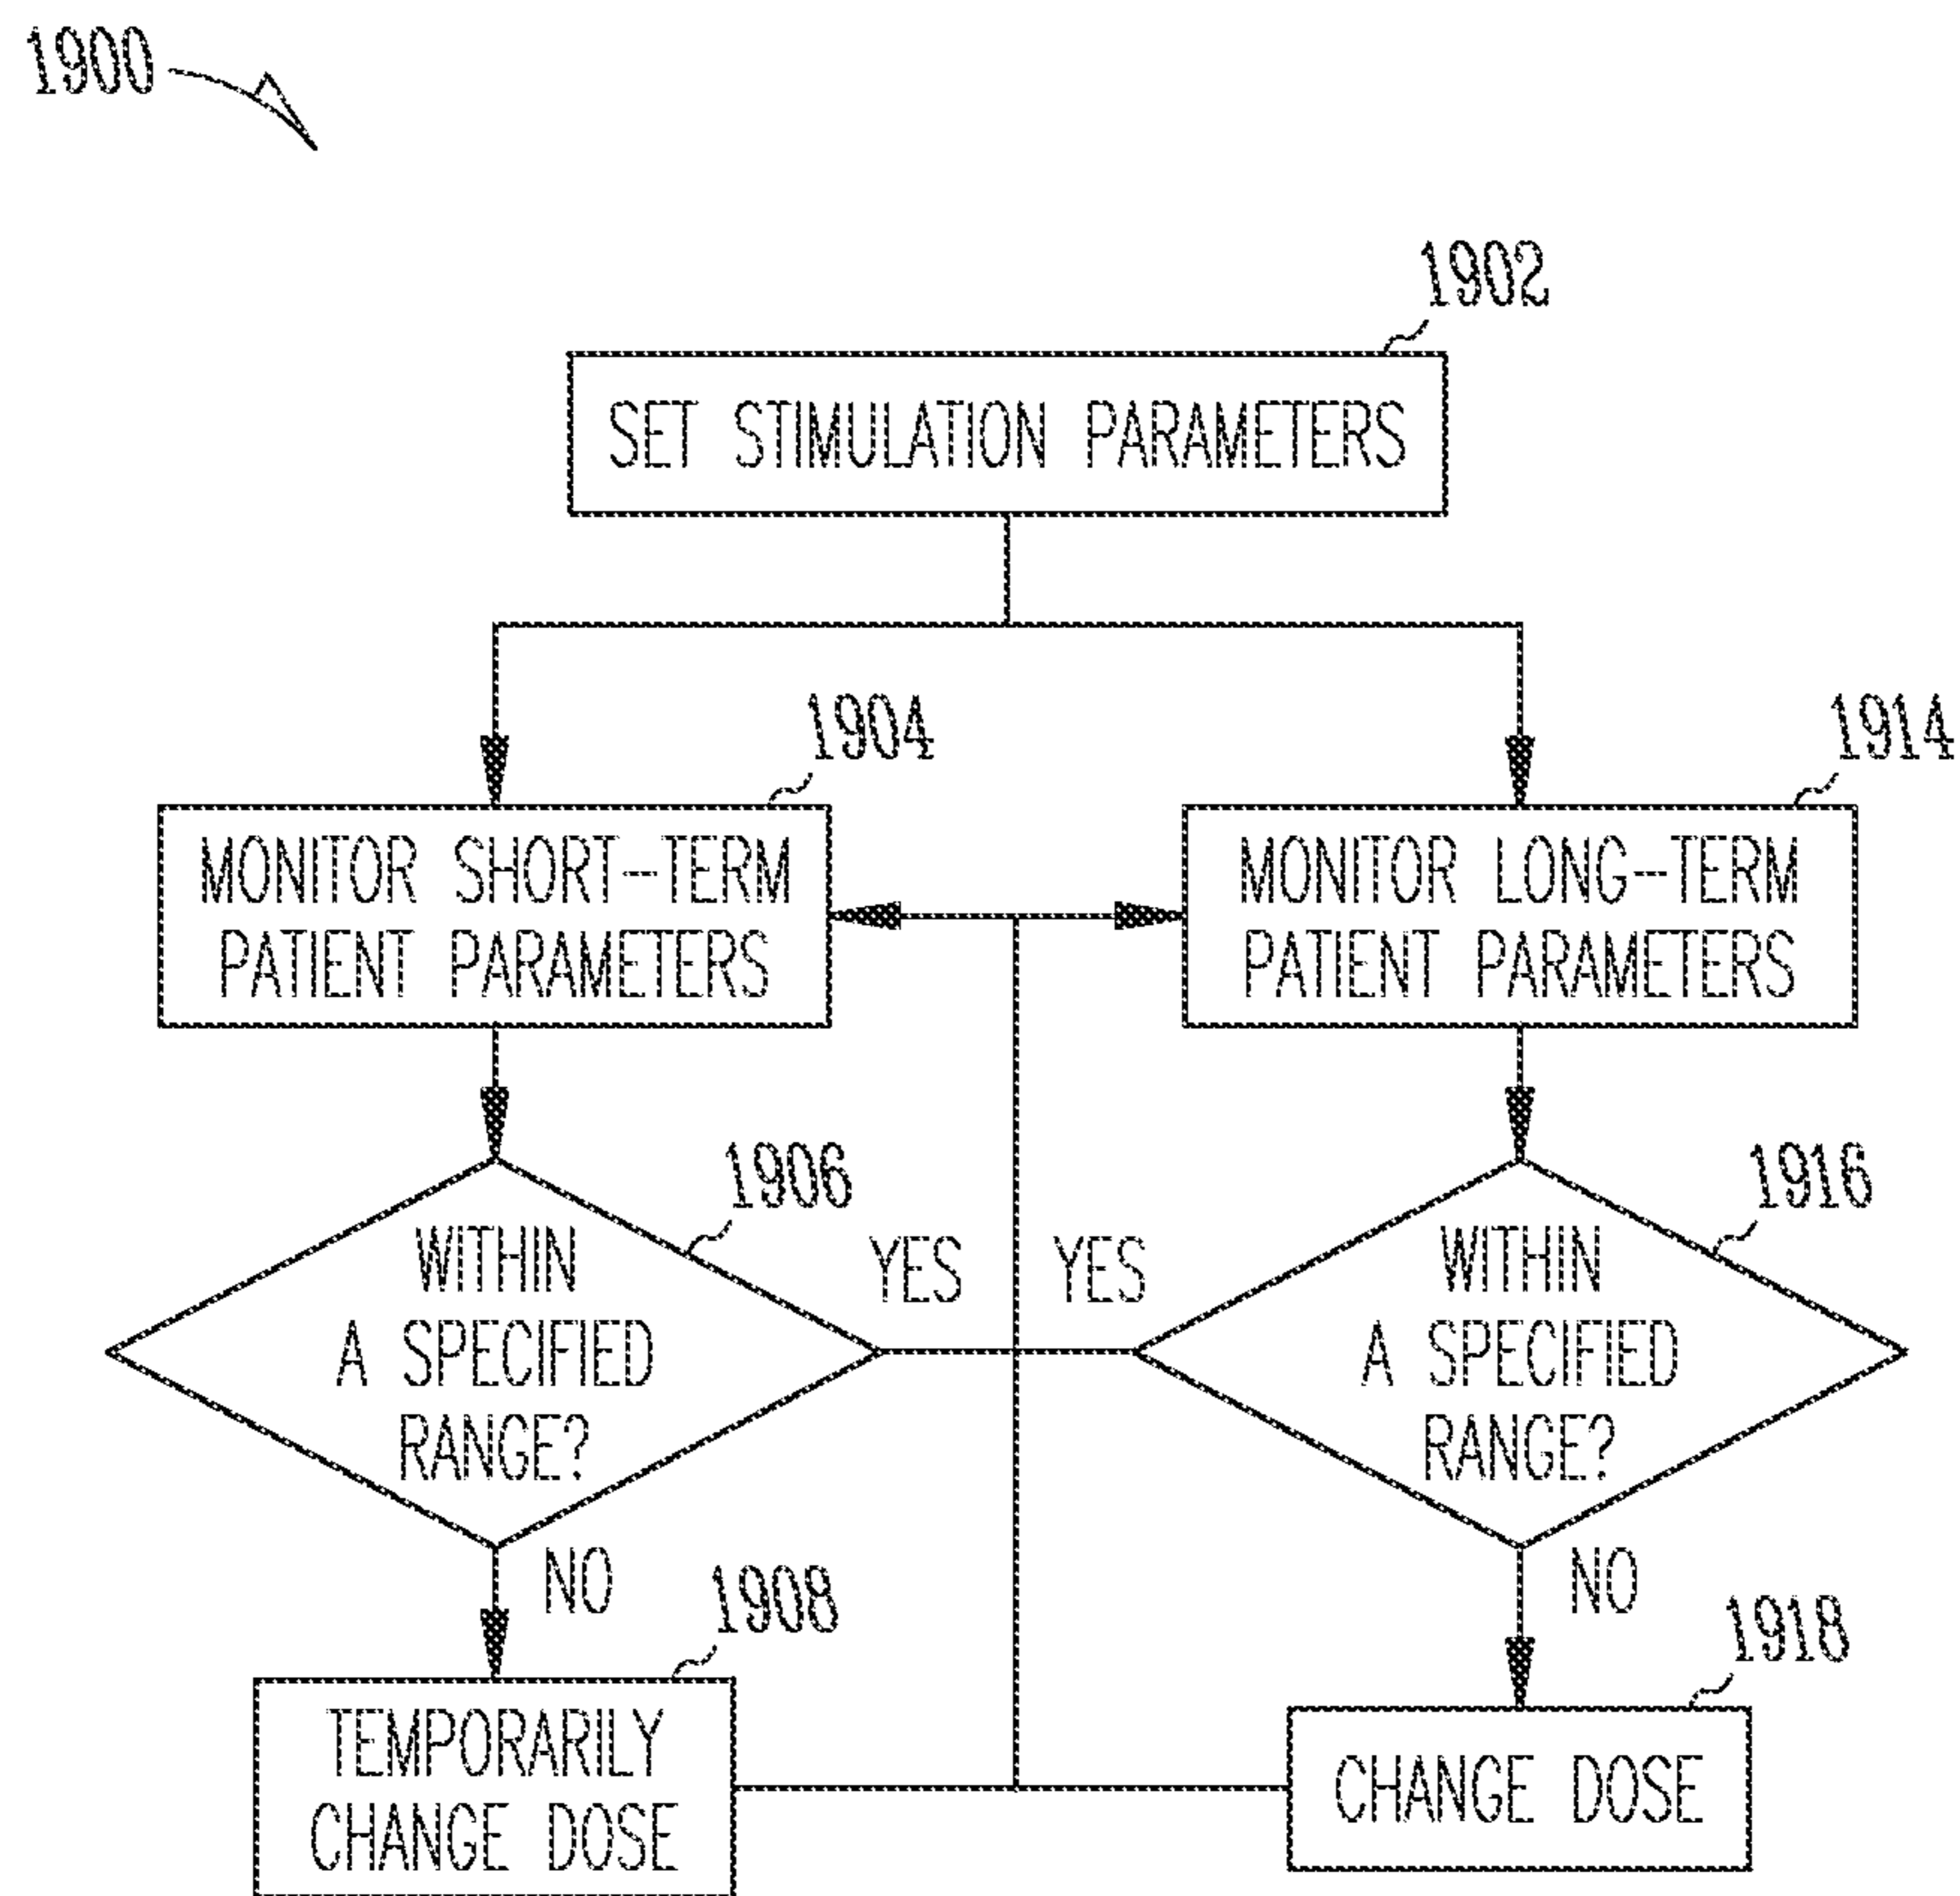 1900
1902
SET STIMULATION PARAMETERS
1904
MONITOR SHORT-TERM
PATIENT PARAMETERS
1914
MONITOR LONG-TERM
PATIENT PARAMETERS
1906
WITHIN
A SPECIFIED
RANGE?
YES
YES
1916
WITHIN
A SPECIFIED
RANGE?
NO
1908
TEMPORARILY
CHANGE DOSE
NO
1918
CHANGE DOSE